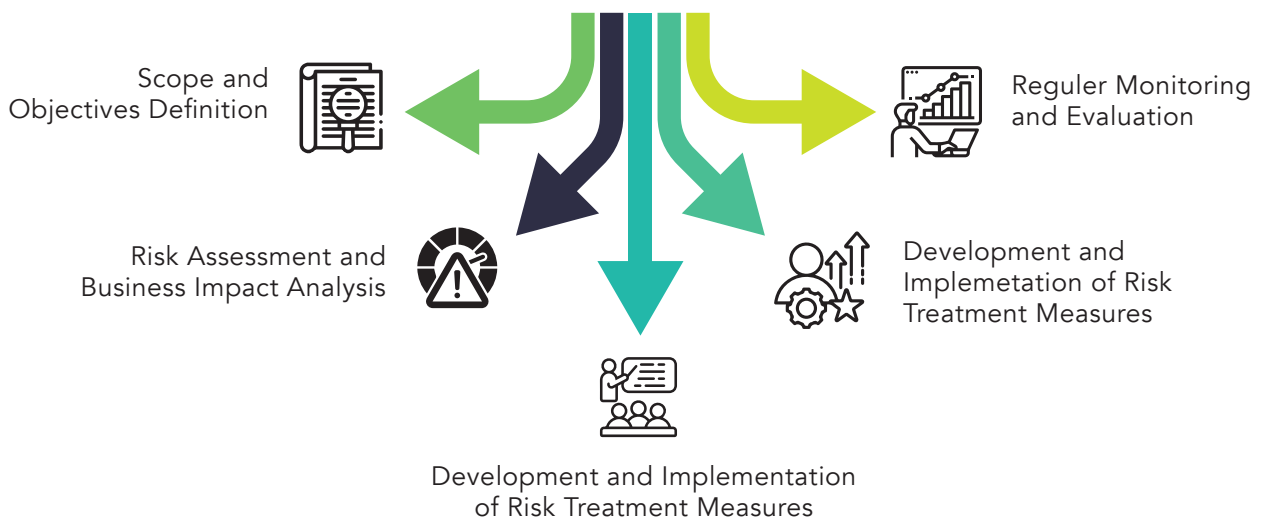 Scope and
Objectives Definition
Risk Assessment and
Business Impact Analysis
Development and Implementation
of Risk Treatment Measures
Development and
Implemetation of Risk
Treatment Measures
Reguler Monitoring
and Evaluation